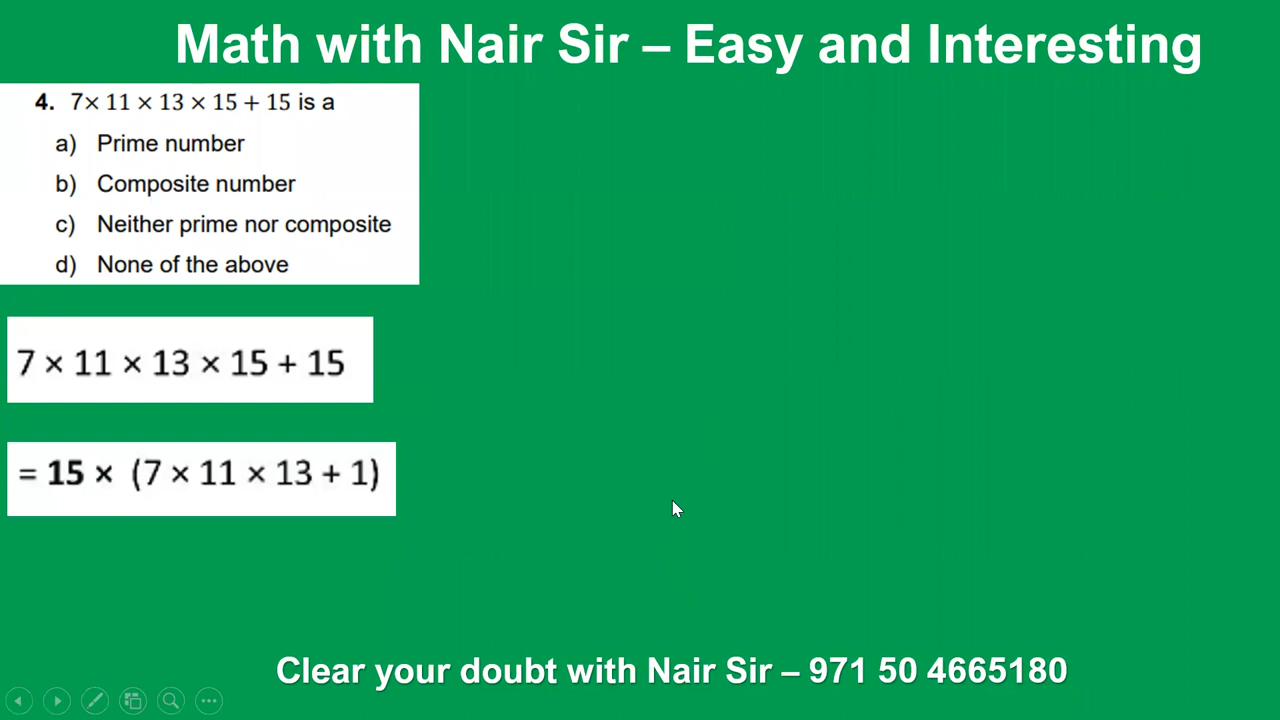 Math with Nair Sir – Easy and Interesting
4. 7× 11 × 13 × 15 + 15 is a
a) Prime number
b) Composite number
c) Neither prime nor composite
d) None of the above
7 × 11 × 13 × 15 + 15
= 15 × (7 × 11 × 13 + 1)
Clear your doubt with Nair Sir – 971 50 4665180